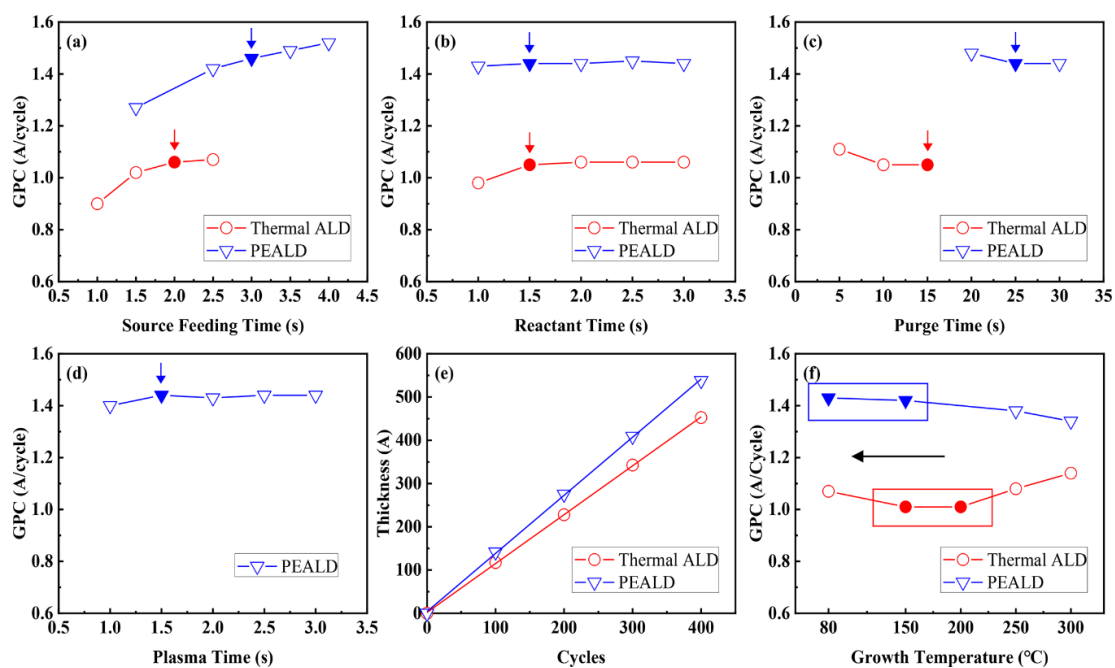 (a)
1.6
1.4
1.2
1.0
0.8
0.6
GPC (A/cycle)
Thermal ALD
PEALD
0.5 1.0 1.5 2.0 2.5 3.0 3.5 4.0 4.5
Source Feeding Time (s)
(b)
1.6
1.4
1.2
1.0
0.8
0.6
GPC (A/cycle)
Thermal ALD
PEALD
0.5 1.0 1.5 2.0 2.5 3.0 3.5
Reactant Time (s)
(c)
1.6
1.4
1.2
1.0
0.8
0.6
GPC (A/cycle)
Thermal ALD
PEALD
0 5 10 15 20 25 30 35
Purge Time (s)
(d)
1.6
1.4
1.2
1.0
0.8
0.6
GPC (A/cycle)
PEALD
0.5 1.0 1.5 2.0 2.5 3.0 3.5
Plasma Time (s)
(e)
600
500
400
300
200
100
0
Thickness (A)
Thermal ALD
PEALD
0 100 200 300 400
Cycles
(f)
1.6
1.4
1.2
1.0
0.8
0.6
GPC (A/Cycle)
Thermal ALD
PEALD
80 150 200 250 300
Growth Temperature (℃)